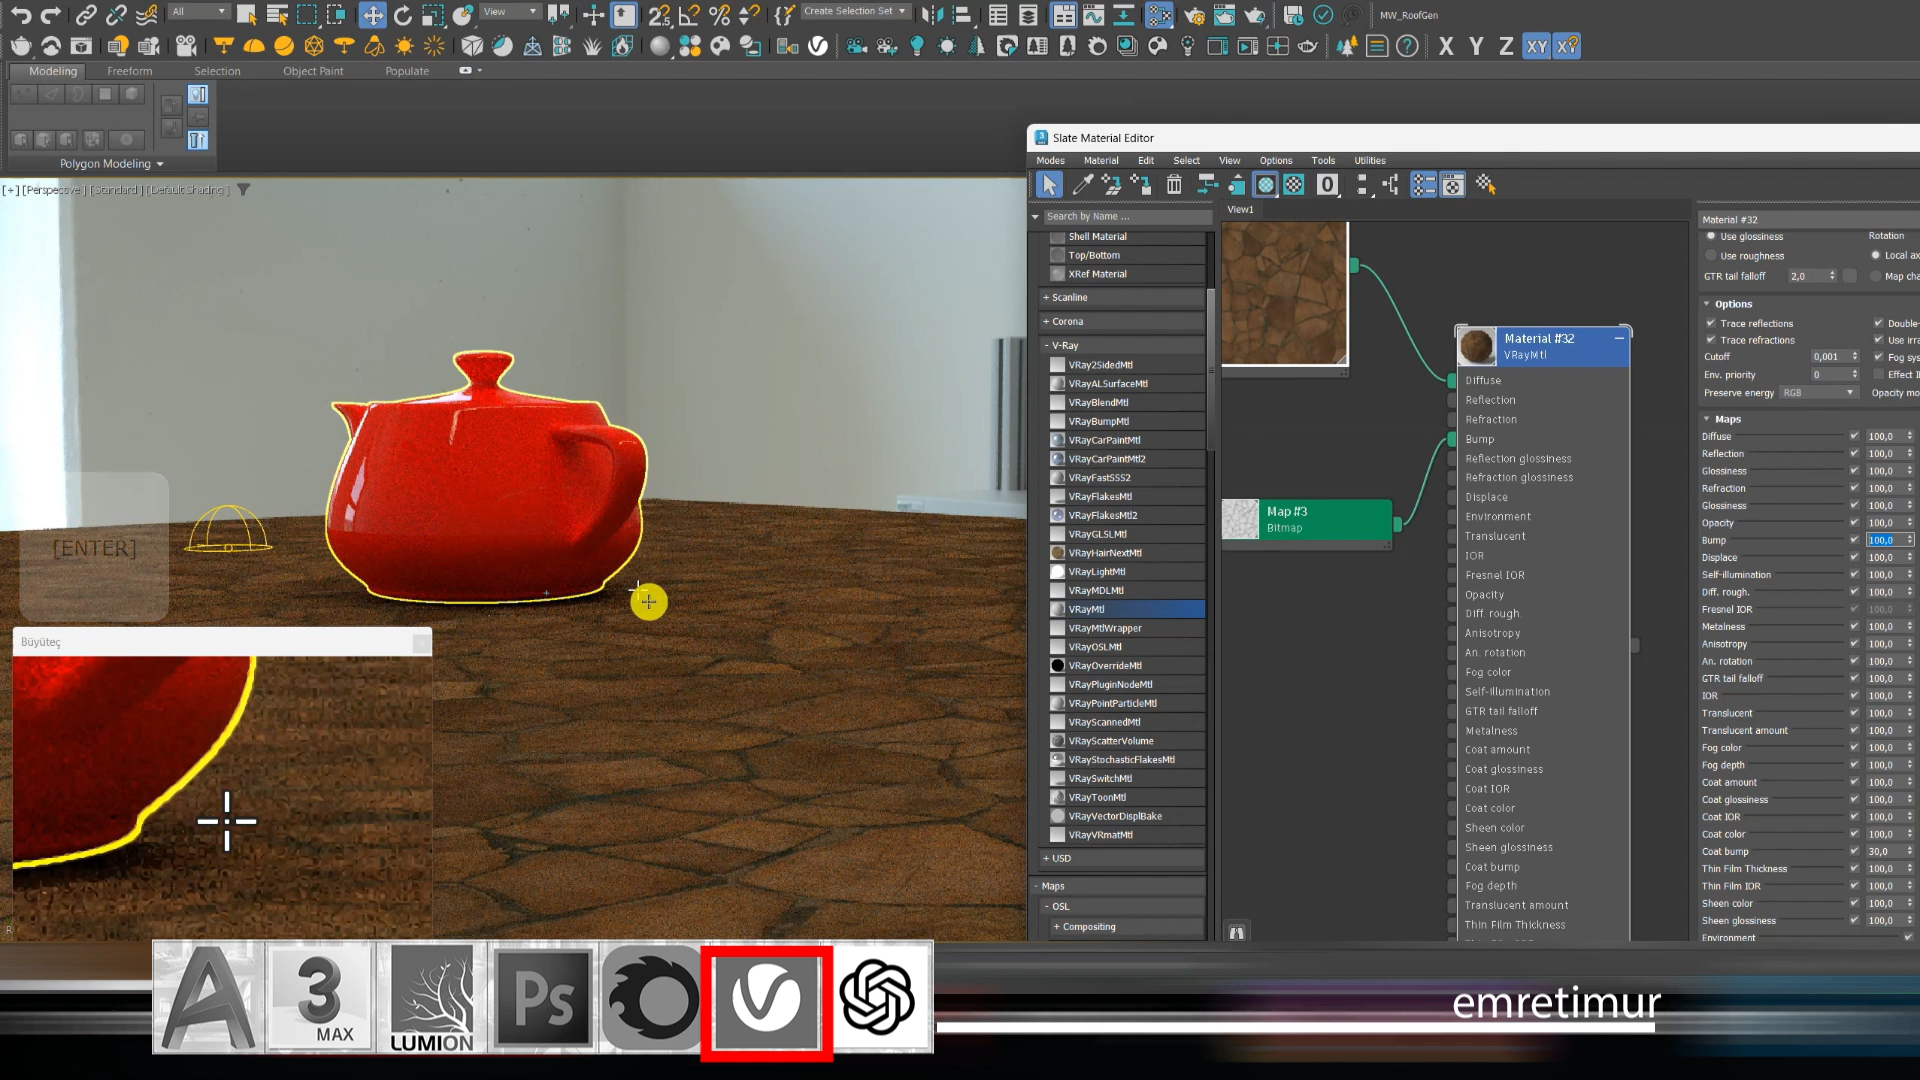 All
View
Create Selection Set
MW_RoofGen
X Y Z XY XY
Modeling
Freeform
Selection
Object Paint
Populate
Polygon Modeling
[+] [Perspective] [Standard] [Default Shading]
[ENTER]
Büyüteç
Slate Material Editor
Modes
Material
Edit
Select
View
Options
Tools
Utilities
Search by Name ...
Shell Material
Top/Bottom
XRef Material
+ Scanline
+ Corona
- V-Ray
VRay2SidedMtl
VRayALSurfaceMtl
VRayBlendMtl
VRayBumpMtl
VRayCarPaintMtl
VRayCarPaintMtl2
VRayFastSSS2
VRayFlakesMtl
VRayFlakesMtl2
VRayGLSLMtl
VRayHairNextMtl
VRayLightMtl
VRayMDLMtl
VRayMtl
VRayMtlWrapper
VRayOSLMtl
VRayOverrideMtl
VRayPluginNodeMtl
VRayPointParticleMtl
VRayScannedMtl
VRayScatterVolume
VRayStochasticFlakesMtl
VRaySwitchMtl
VRayToonMtl
VRayVectorDisplBake
VRayVRmatMtl
+ USD
- Maps
- OSL
+ Compositing
View1
Map #3
Bitmap
Material #32
VRayMtl
Diffuse
Reflection
Refraction
Bump
Reflection glossiness
Refraction glossiness
Displace
Environment
Translucent
IOR
Fresnel IOR
Opacity
Diff. rough.
Metalness
Anisotropy
An. rotation
Fog color
Self-illumination
GTR tail falloff
Metalness
Coat amount
Coat glossiness
Coat IOR
Coat color
Sheen color
Sheen glossiness
Coat bump
Fog depth
Translucent amount
Thin Film Thickness
Material #32
Use glossiness
Rotation
Use roughness
Local ax
GTR tail falloff 2,0
Map cha
Options
Trace reflections
Double-
Trace refractions
Use irra
Cutoff 0,001
Fog sys
Env. priority 0
Effect I
Preserve energy RGB
Opacity mo
Maps
Diffuse 100,0
Reflection 100,0
Glossiness 100,0
Refraction 100,0
Glossiness 100,0
Opacity 100,0
Bump 100,0
Displace 100,0
Self-illumination 100,0
Diff. rough. 100,0
Fresnel IOR 100,0
Metalness 100,0
Anisotropy 100,0
An. rotation 100,0
GTR tail falloff 100,0
IOR 100,0
Translucent 100,0
Translucent amount 100,0
Fog color 100,0
Fog depth 100,0
Coat amount 100,0
Coat glossiness 100,0
Coat IOR 100,0
Coat color 100,0
Coat bump 30,0
Thin Film Thickness 100,0
Thin Film IOR 100,0
Sheen color 100,0
Sheen glossiness 100,0
Environment
3
MAX
LUMION
Ps
emretimur